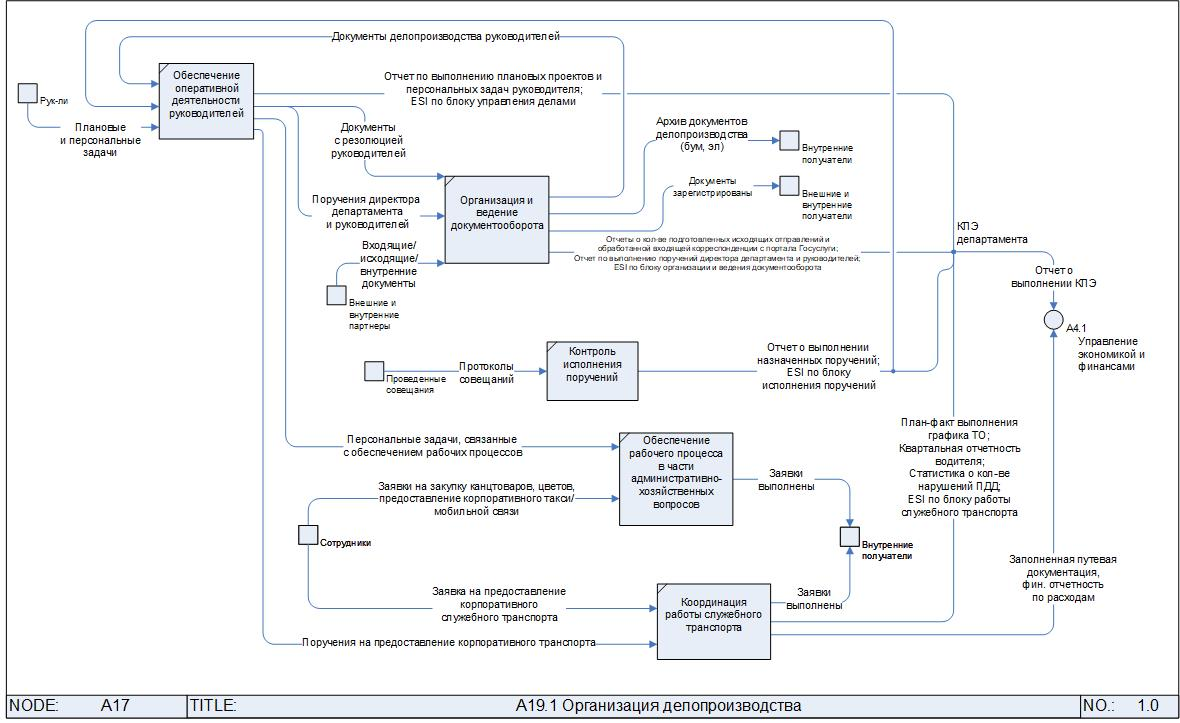 Документы делопроизводства руководителей
Обеспечение
оперативной
деятельности
руководителей
Рук-ли
Плановые
и персональные
задачи
Отчет по выполнению плановых проектов и
персональных задач руководителя;
ESI по блоку управления делами
Документы
с резолюцией
руководителей
Архив документов
делопроизводства
(бум, эл)
Внутренние
получатели
Документы
зарегистрированы
Внешние и
внутренние
получатели
Организация и
ведение
документооборота
Поручения директора
департамента
и руководителей
Входящие/
исходящие/
внутренние
документы
Внешние и
внутренние
партнеры
Отчеты о кол-ве подготовленных исходящих отправлений и
обработанной входящей корреспонденции с портала Госуслуги;
Отчет по выполнению поручений директора департамента и руководителей;
ESI по блоку организации и ведения документооборота
КПЭ
департамента
Отчет о
выполнении КПЭ
А4.1
Управление
экономикой и
финансами
Проведенные
совещания
Протоколы
совещаний
Контроль
исполнения
поручений
Отчет о выполнении
назначенных поручений;
ESI по блоку
исполнения поручений
Персональные задачи, связанные
с обеспечением рабочих процессов
Обеспечение
рабочего процесса
в части
административно-
хозяйственных
вопросов
Заявки
выполнены
План-факт выполнения
графика ТО;
Квартальная отчетность
водителя;
Статистика о кол-ве
нарушений ПДД;
ESI по блоку работы
служебного транспорта
Заявки на закупку канцтоваров, цветов,
предоставление корпоративного такси/
мобильной связи
Сотрудники
Внутренние
получатели
Заявка на предоставление
корпоративного
служебного транспорта
Координация
работы служебного
транспорта
Заявки
выполнены
Заполненная путевая
документация,
фин. отчетность
по расходам
Поручения на предоставление корпоративного транспорта
NODE: А17 TITLE: А19.1 Организация делопроизводства NO.: 1.0